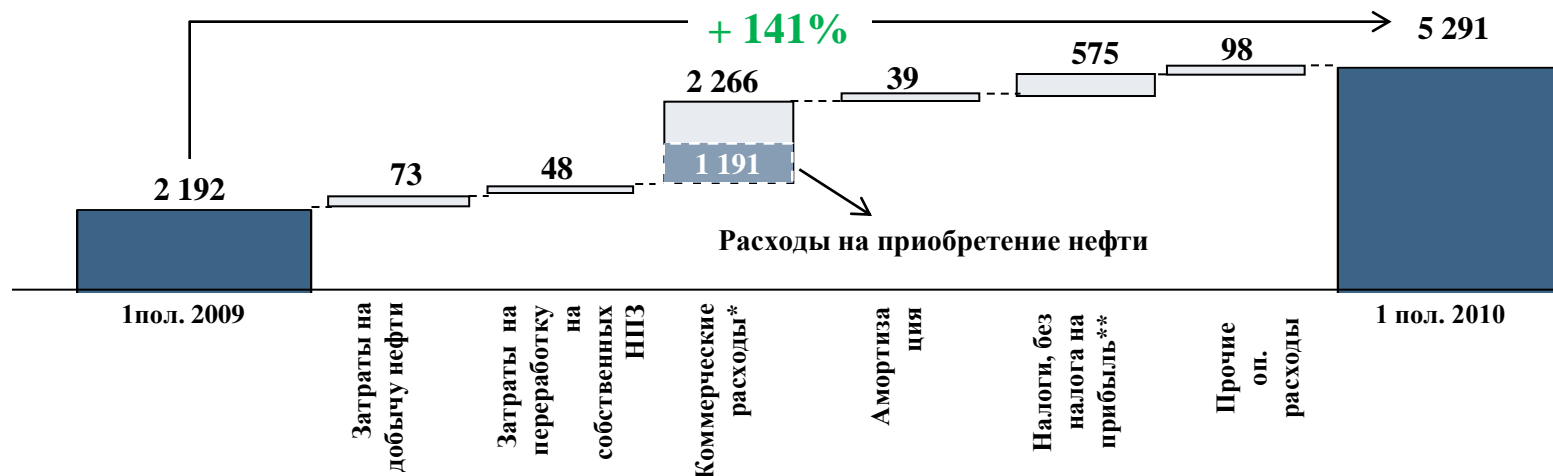 + 141%
5 291
575
98
2 266
39
1 191
73
48
2 192
Расходы на приобретение нефти
1пол. 2009
Затраты на
добычу нефти
Затраты на
переработку
на
собственных
НПЗ
Коммерческие
расходы*
Амортиза
ция
Налоги, без
налога на
прибыль**
Прочие
оп.
расходы
1 пол. 2010